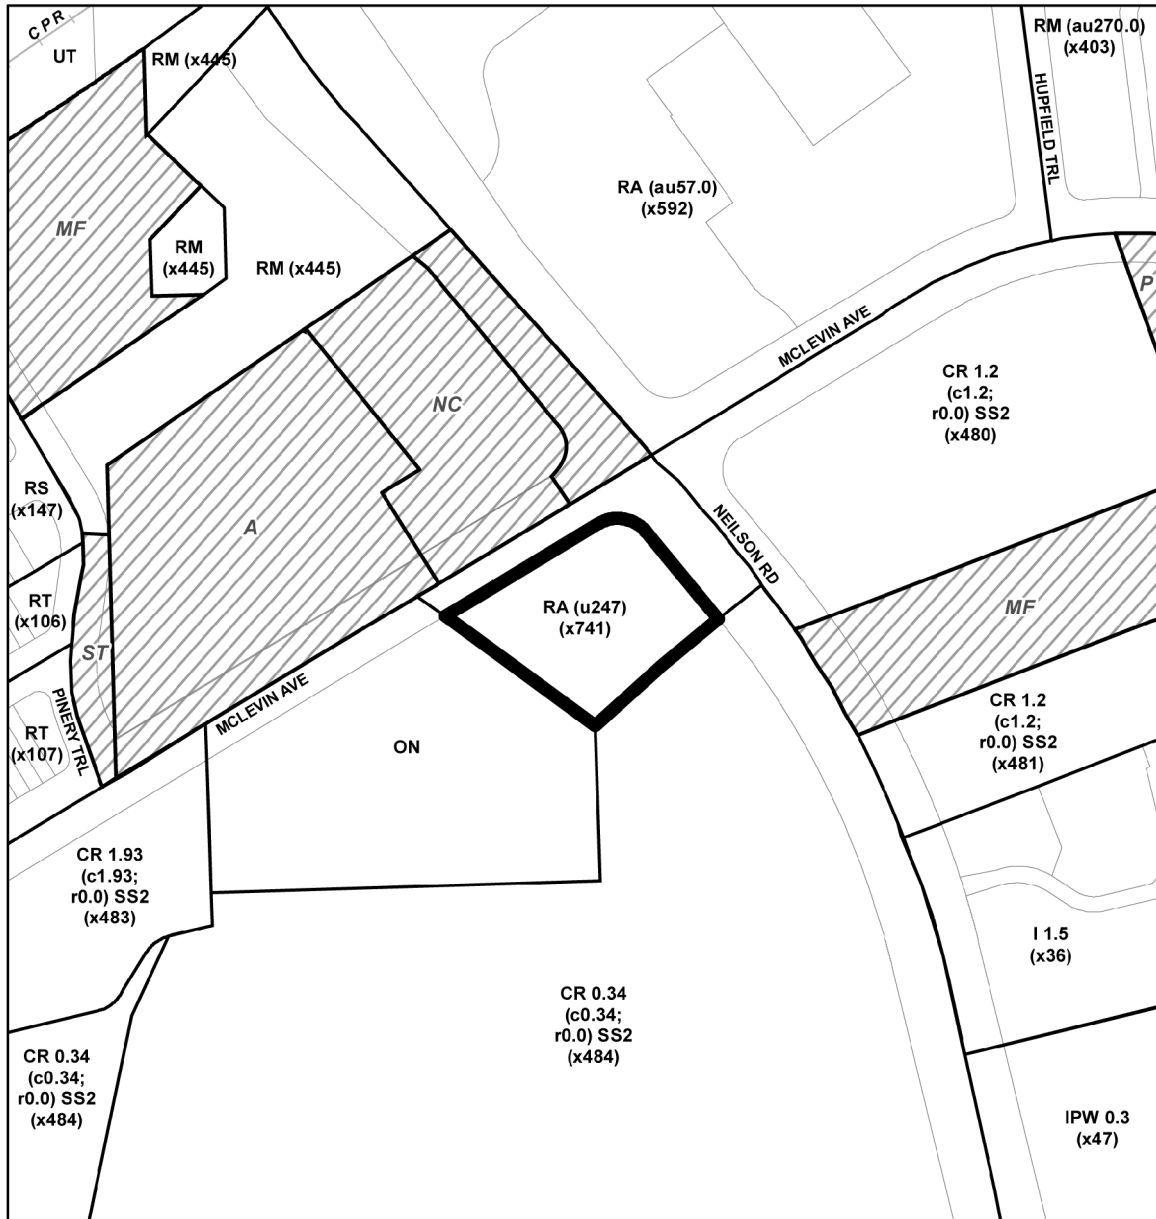 CPR
UT
RM (x445)
RM (au270.0)
(x403)
HUPFIELD TRL
RA (au57.0)
(x592)
MF
RM
(x445)
RM (x445)
P
MCLEVIN AVE
CR 1.2
(c1.2;
r0.0) SS2
(x480)
NC
RS
(x147)
A
NEILSON RD
RT
(x106)
RA (u247)
(x741)
MF
ST
PINERY TRL
MCLEVIN AVE
RT
(x107)
ON
CR 1.2
(c1.2;
r0.0) SS2
(x481)
CR 1.93
(c1.93;
r0.0) SS2
(x483)
I 1.5
(x36)
CR 0.34
(c0.34;
r0.0) SS2
(x484)
CR 0.34
(c0.34;
r0.0) SS2
(x484)
IPW 0.3
(x47)